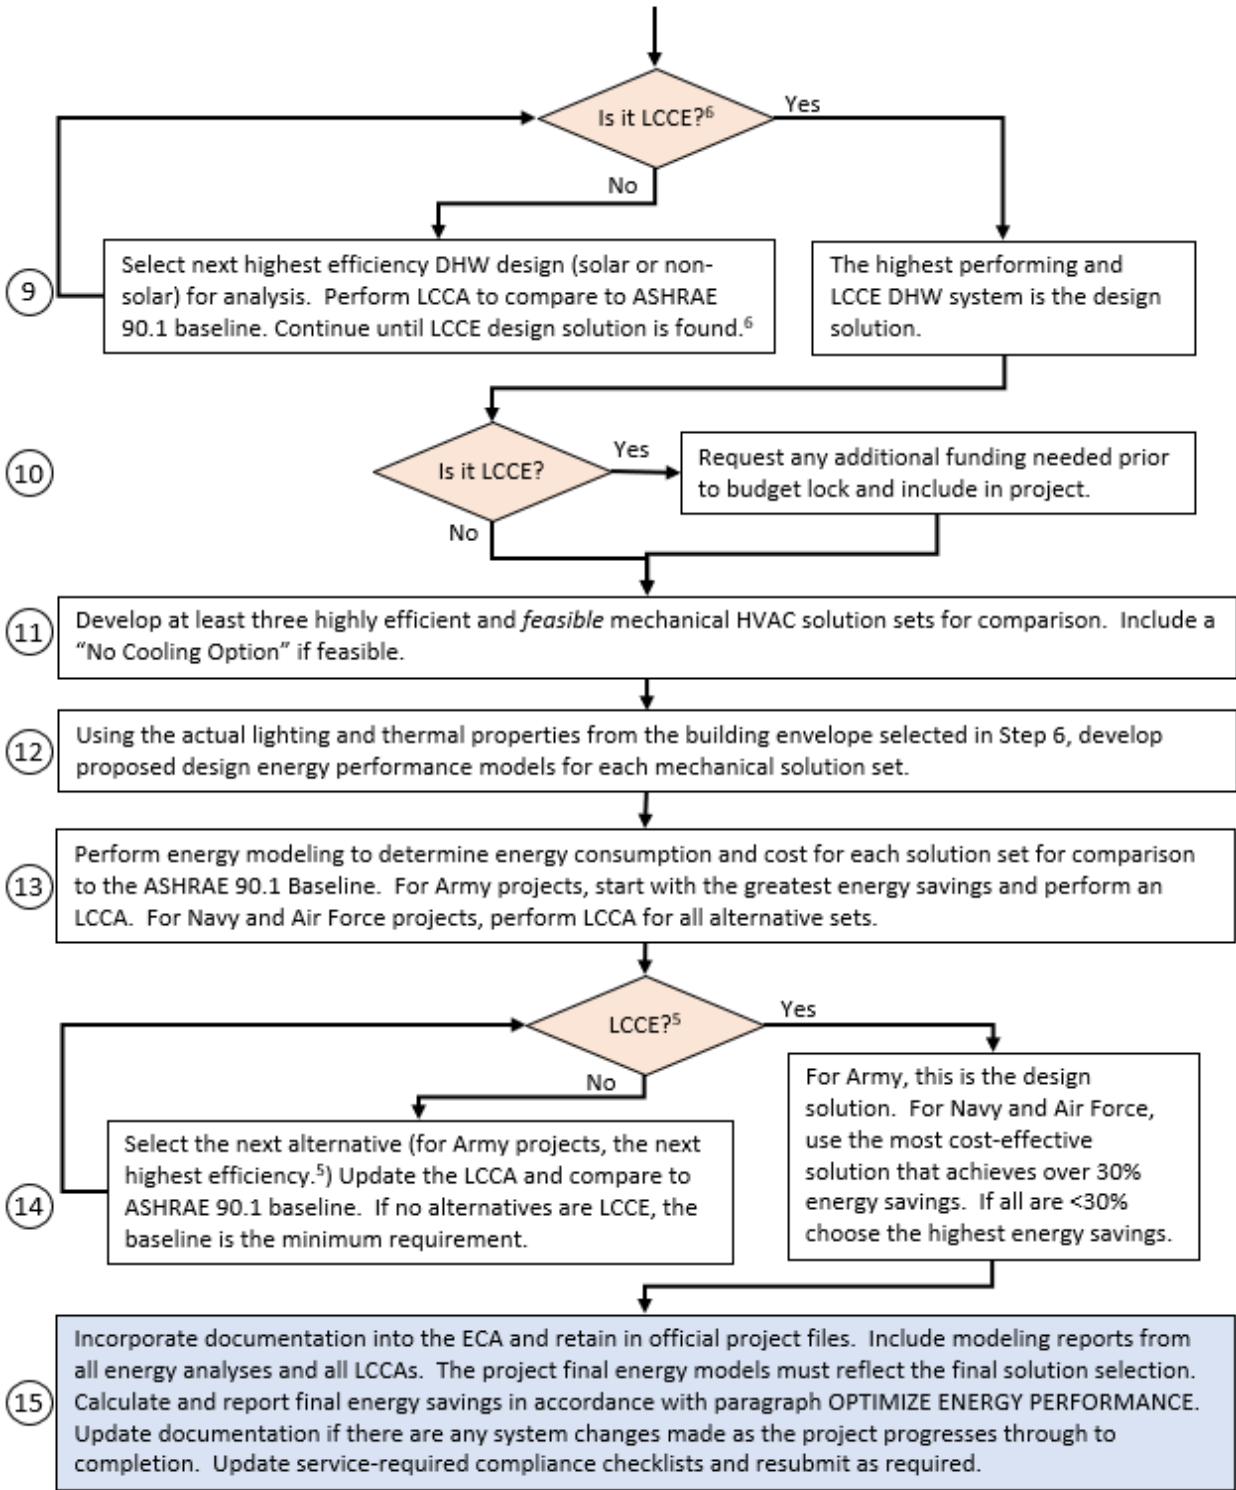 Is it LCCE?⁶
Yes
No
9
Select next highest efficiency DHW design (solar or non-
solar) for analysis.  Perform LCCA to compare to ASHRAE
90.1 baseline. Continue until LCCE design solution is found.⁶
The highest performing and
LCCE DHW system is the design
solution.
10
Is it LCCE?
Yes
No
Request any additional funding needed prior
to budget lock and include in project.
11
Develop at least three highly efficient and feasible mechanical HVAC solution sets for comparison.  Include a
“No Cooling Option” if feasible.
12
Using the actual lighting and thermal properties from the building envelope selected in Step 6, develop
proposed design energy performance models for each mechanical solution set.
13
Perform energy modeling to determine energy consumption and cost for each solution set for comparison
to the ASHRAE 90.1 Baseline.  For Army projects, start with the greatest energy savings and perform an
LCCA.  For Navy and Air Force projects, perform LCCA for all alternative sets.
LCCE?⁵
Yes
No
14
Select the next alternative (for Army projects, the next
highest efficiency.⁵) Update the LCCA and compare to
ASHRAE 90.1 baseline.  If no alternatives are LCCE, the
baseline is the minimum requirement.
For Army, this is the design
solution.  For Navy and Air Force,
use the most cost-effective
solution that achieves over 30%
energy savings.  If all are <30%
choose the highest energy savings.
15
Incorporate documentation into the ECA and retain in official project files.  Include modeling reports from
all energy analyses and all LCCAs.  The project final energy models must reflect the final solution selection.
Calculate and report final energy savings in accordance with paragraph OPTIMIZE ENERGY PERFORMANCE.
Update documentation if there are any system changes made as the project progresses through to
completion.  Update service-required compliance checklists and resubmit as required.